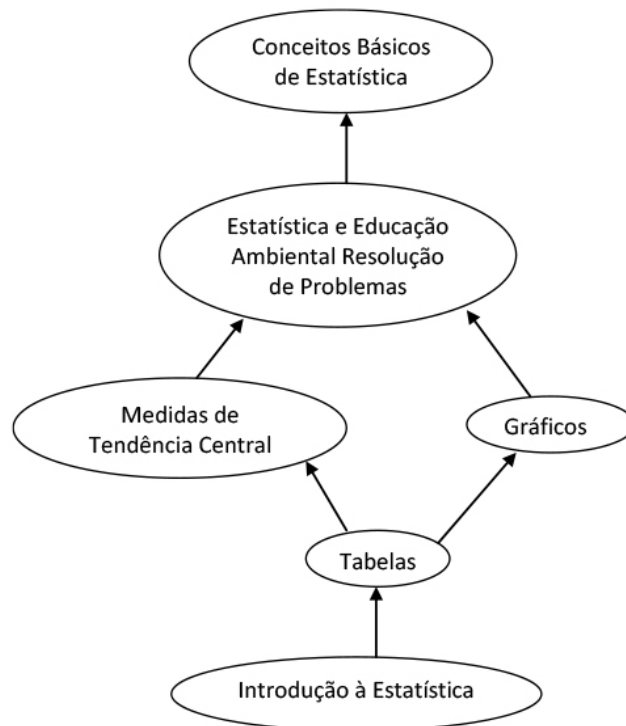 Conceitos Básicos
de Estatística
Estatística e Educação
Ambiental Resolução
de Problemas
Medidas de
Tendência Central
Gráficos
Tabelas
Introdução à Estatística